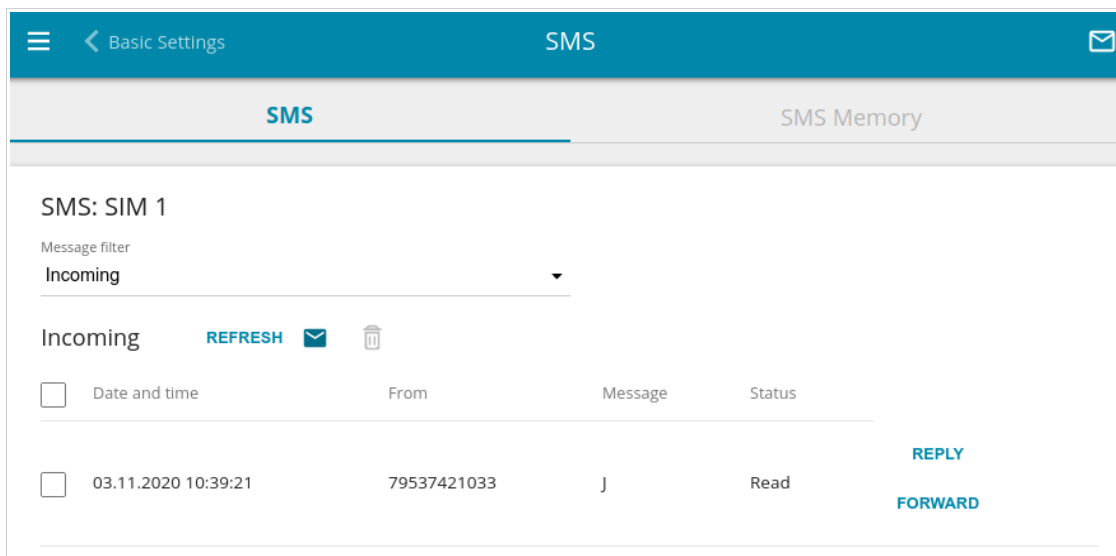 Basic Settings SMS
SMS SMS Memory
SMS: SIM 1
Message filter
Incoming
Incoming REFRESH
Date and time From Message Status
REPLY
03.11.2020 10:39:21 79537421033 J Read
FORWARD